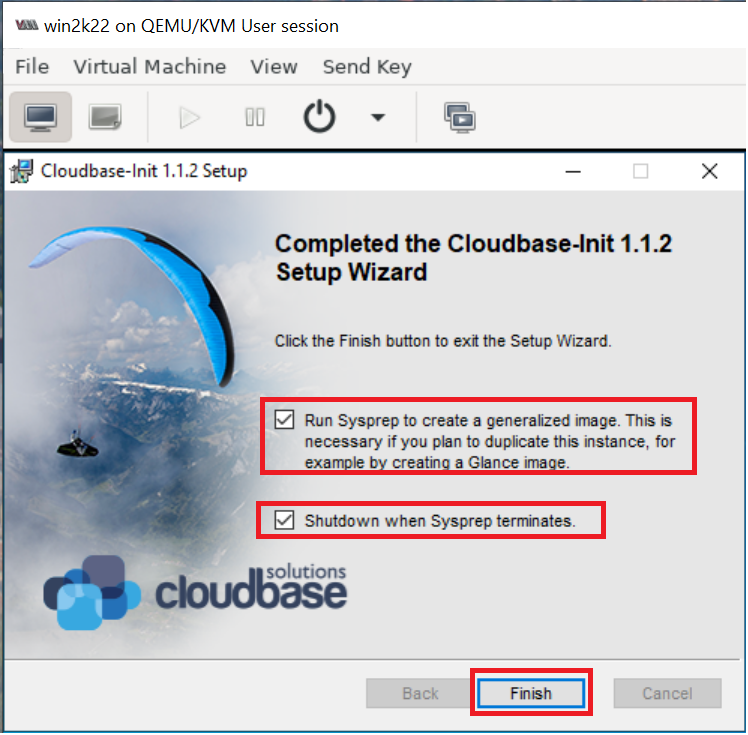 win2k22 on QEMU/KVM User session
File Virtual Machine View Send Key
Cloudbase-Init 1.1.2 Setup
Completed the Cloudbase-Init 1.1.2
Setup Wizard
Click the Finish button to exit the Setup Wizard.
Run Sysprep to create a generalized image. This is
necessary if you plan to duplicate this instance, for
example by creating a Glance image.
Shutdown when Sysprep terminates.
solutions
cloudbase
Back Finish Cancel